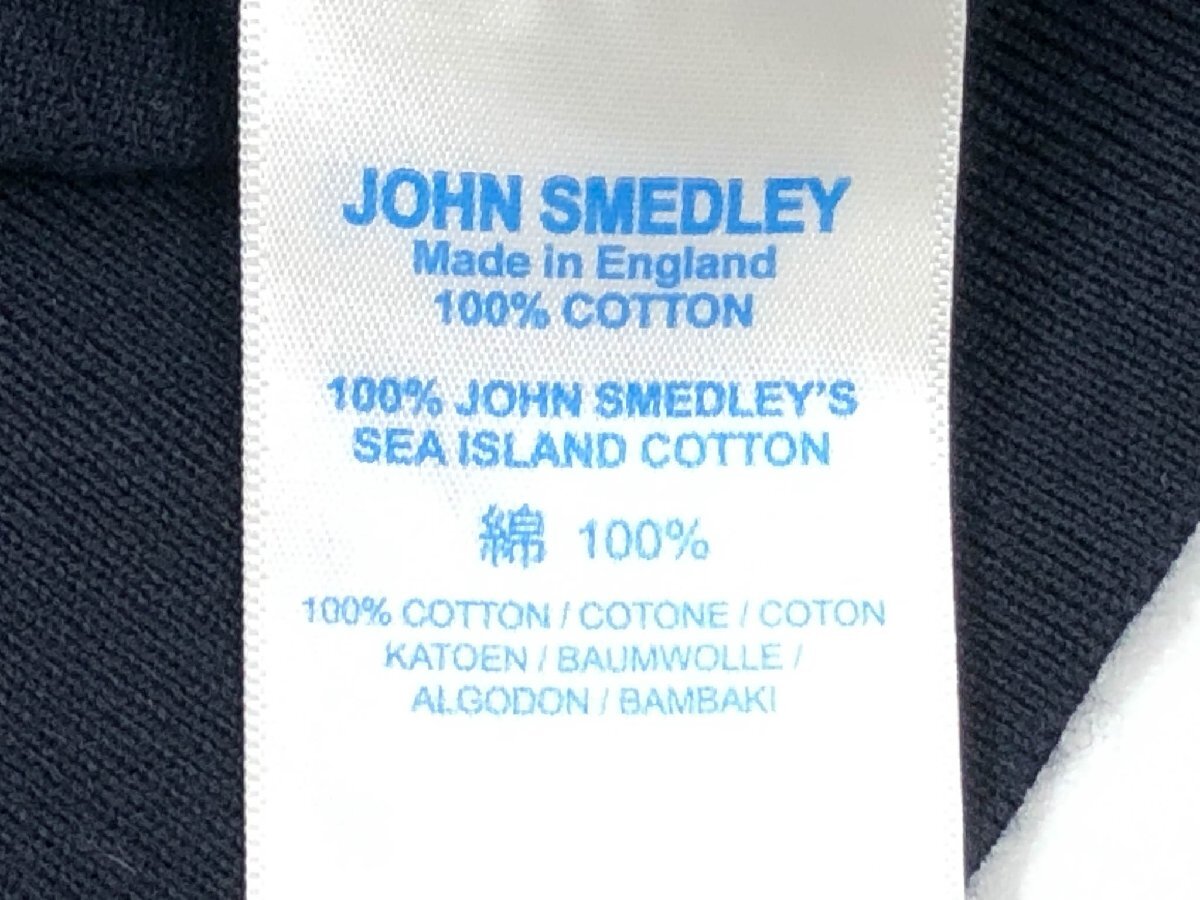 JOHN SMEDLEY
Made in England
100% COTTON
100% JOHN SMEDLEY'S
SEA ISLAND COTTON
綿 100%
100% COTTON / COTONE / COTON
KATOEN / BAUMWOLLE /
ALGODON / BAMBAKI